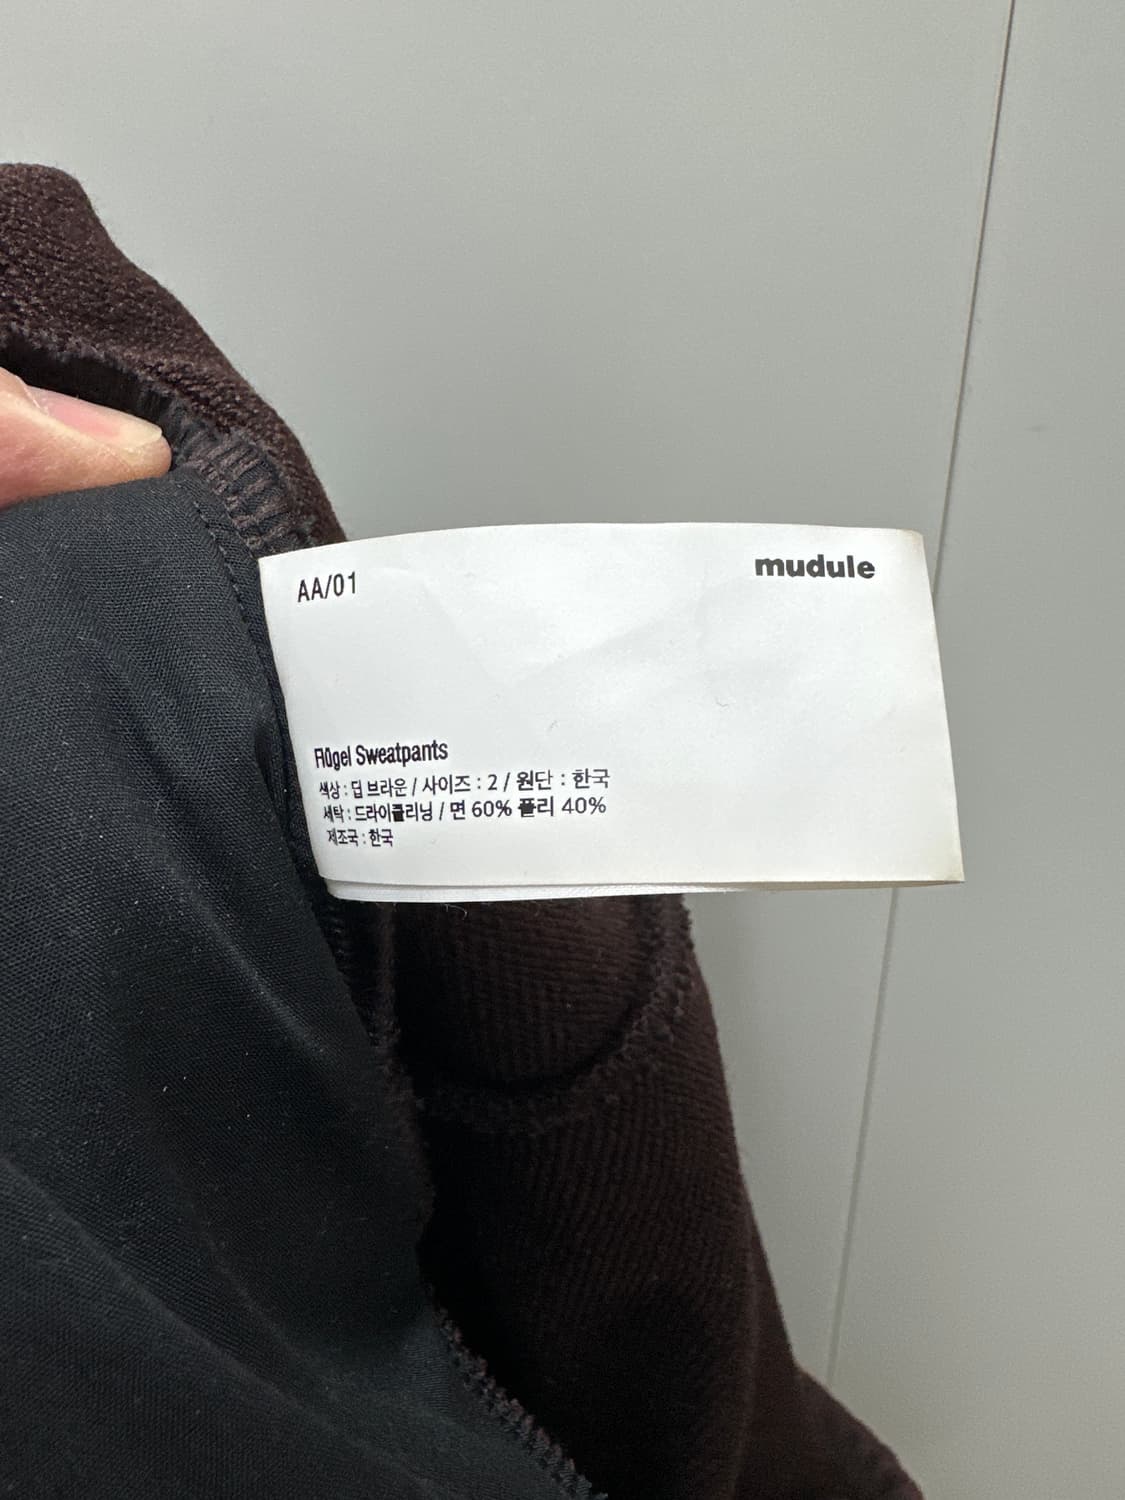 AA/01
mudule
Flügel Sweatpants
색상 : 딥 브라운 / 사이즈 : 2 / 원단 : 한국
세탁 : 드라이클리닝 / 면 60% 폴리 40%
제조국 : 한국